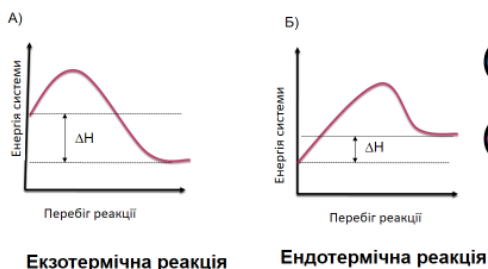 А)
Енергія системи
ΔH
Перебіг реакції
Екзотермічна реакція
Б)
Енергія системи
ΔH
Перебіг реакції
Ендотермічна реакція